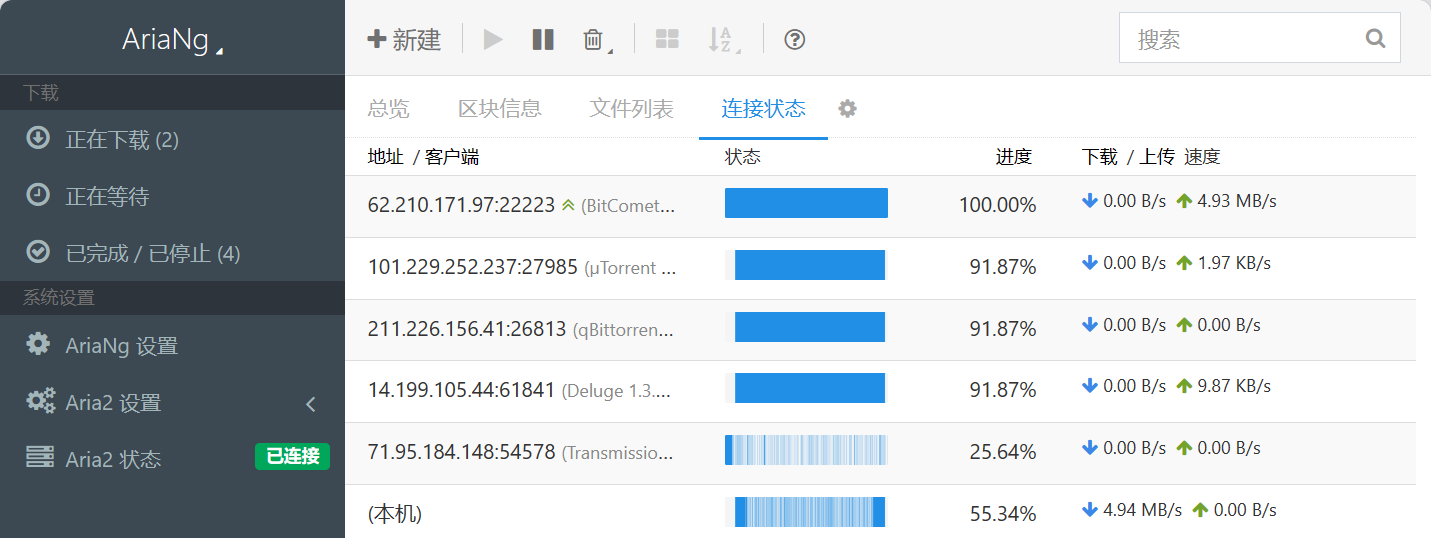 AriaNg
新建
搜索
下载
正在下载 (2)
正在等待
已完成 / 已停止 (4)
系统设置
AriaNg 设置
Aria2 设置
Aria2 状态 已连接
总览 区块信息 文件列表 连接状态
地址 / 客户端 状态 进度 下载 / 上传 速度
62.210.171.97:22223 (BitComet... 100.00% 0.00 B/s 4.93 MB/s
101.229.252.237:27985 (µTorrent ... 91.87% 0.00 B/s 1.97 KB/s
211.226.156.41:26813 (qBittorren... 91.87% 0.00 B/s 0.00 B/s
14.199.105.44:61841 (Deluge 1.3.... 91.87% 0.00 B/s 9.87 KB/s
71.95.184.148:54578 (Transmissio... 25.64% 0.00 B/s 0.00 B/s
(本机) 55.34% 4.94 MB/s 0.00 B/s